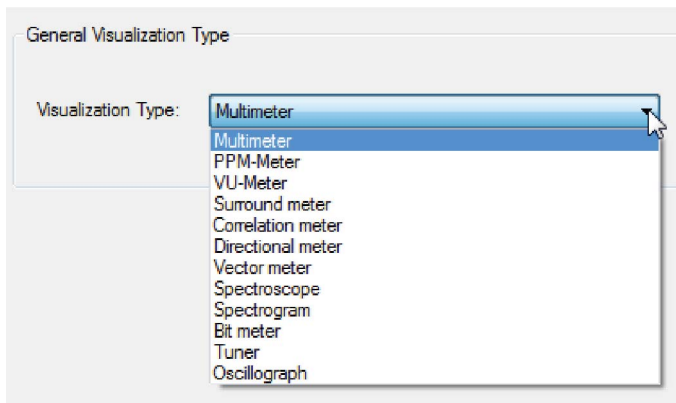 General Visualization Type
Visualization Type: Multimeter
Multimeter
PPM-Meter
VU-Meter
Surround meter
Correlation meter
Directional meter
Vector meter
Spectroscope
Spectrogram
Bit meter
Tuner
Oscillograph